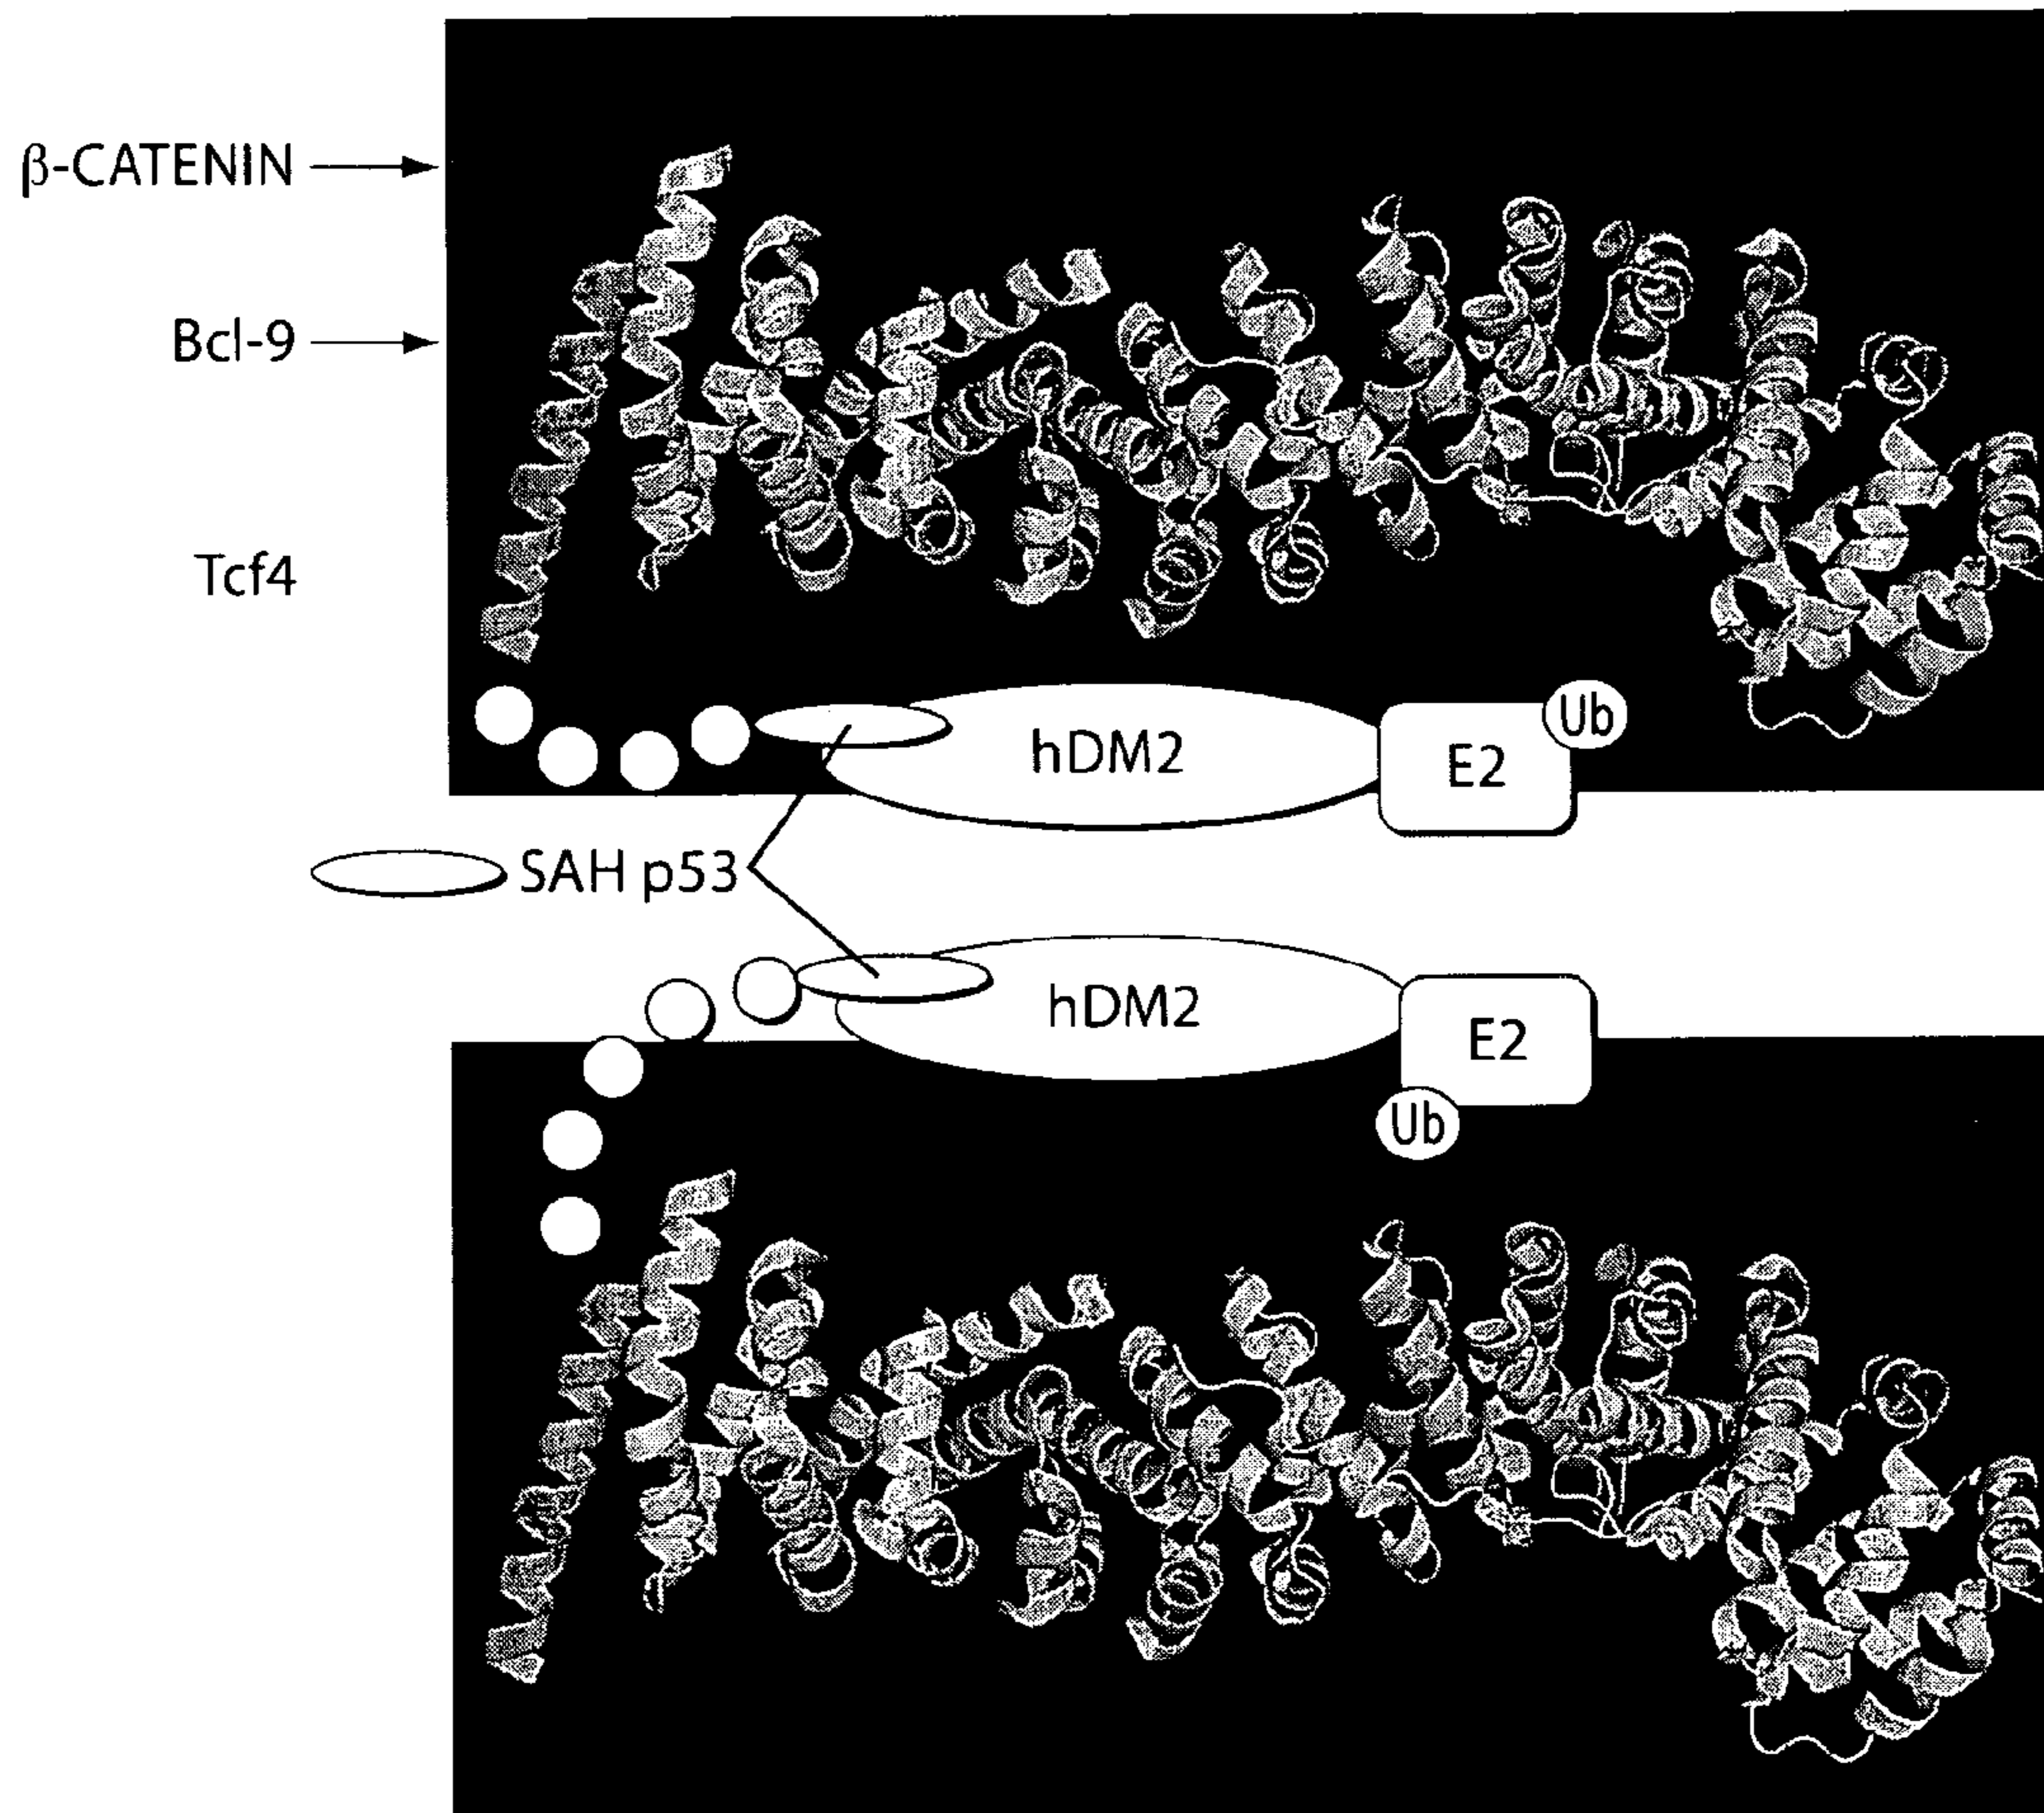 β-CATENIN
Bcl-9
Tcf4
hDM2
E2
Ub
SAH p53
hDM2
E2
Ub